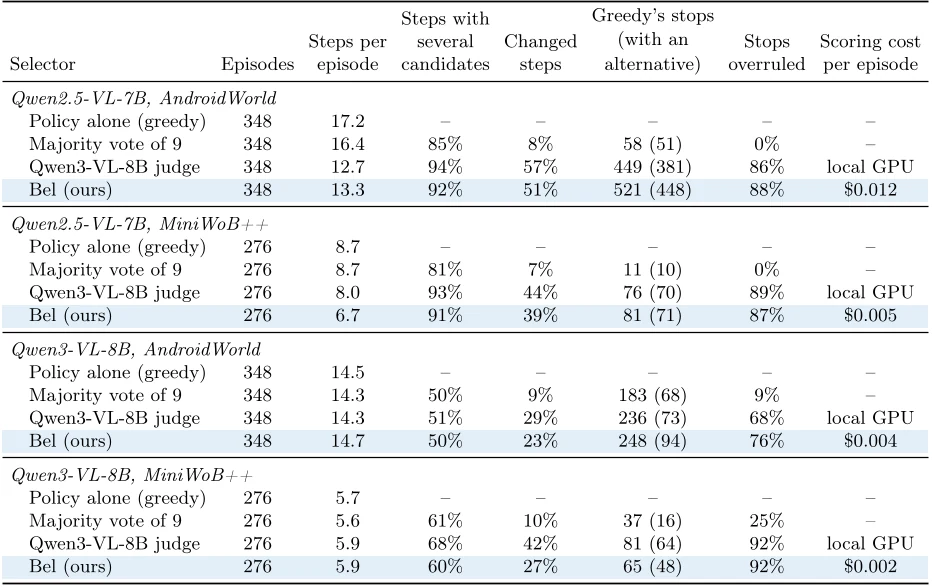 Selector Episodes Steps per episode Steps with several candidates Changed steps Greedy's stops (with an alternative) Stops overruled Scoring cost per episode
Qwen2.5-VL-7B, AndroidWorld
Policy alone (greedy) 348 17.2 – – – – –
Majority vote of 9 348 16.4 85% 8% 58 (51) 0% –
Qwen3-VL-8B judge 348 12.7 94% 57% 449 (381) 86% local GPU
Bel (ours) 348 13.3 92% 51% 521 (448) 88% $0.012
Qwen2.5-VL-7B, MiniWoB++
Policy alone (greedy) 276 8.7 – – – – –
Majority vote of 9 276 8.7 81% 7% 11 (10) 0% –
Qwen3-VL-8B judge 276 8.0 93% 44% 76 (70) 89% local GPU
Bel (ours) 276 6.7 91% 39% 81 (71) 87% $0.005
Qwen3-VL-8B, AndroidWorld
Policy alone (greedy) 348 14.5 – – – – –
Majority vote of 9 348 14.3 50% 9% 183 (68) 9% –
Qwen3-VL-8B judge 348 14.3 51% 29% 236 (73) 68% local GPU
Bel (ours) 348 14.7 50% 23% 248 (94) 76% $0.004
Qwen3-VL-8B, MiniWoB++
Policy alone (greedy) 276 5.7 – – – – –
Majority vote of 9 276 5.6 61% 10% 37 (16) 25% –
Qwen3-VL-8B judge 276 5.9 68% 42% 81 (64) 92% local GPU
Bel (ours) 276 5.9 60% 27% 65 (48) 92% $0.002